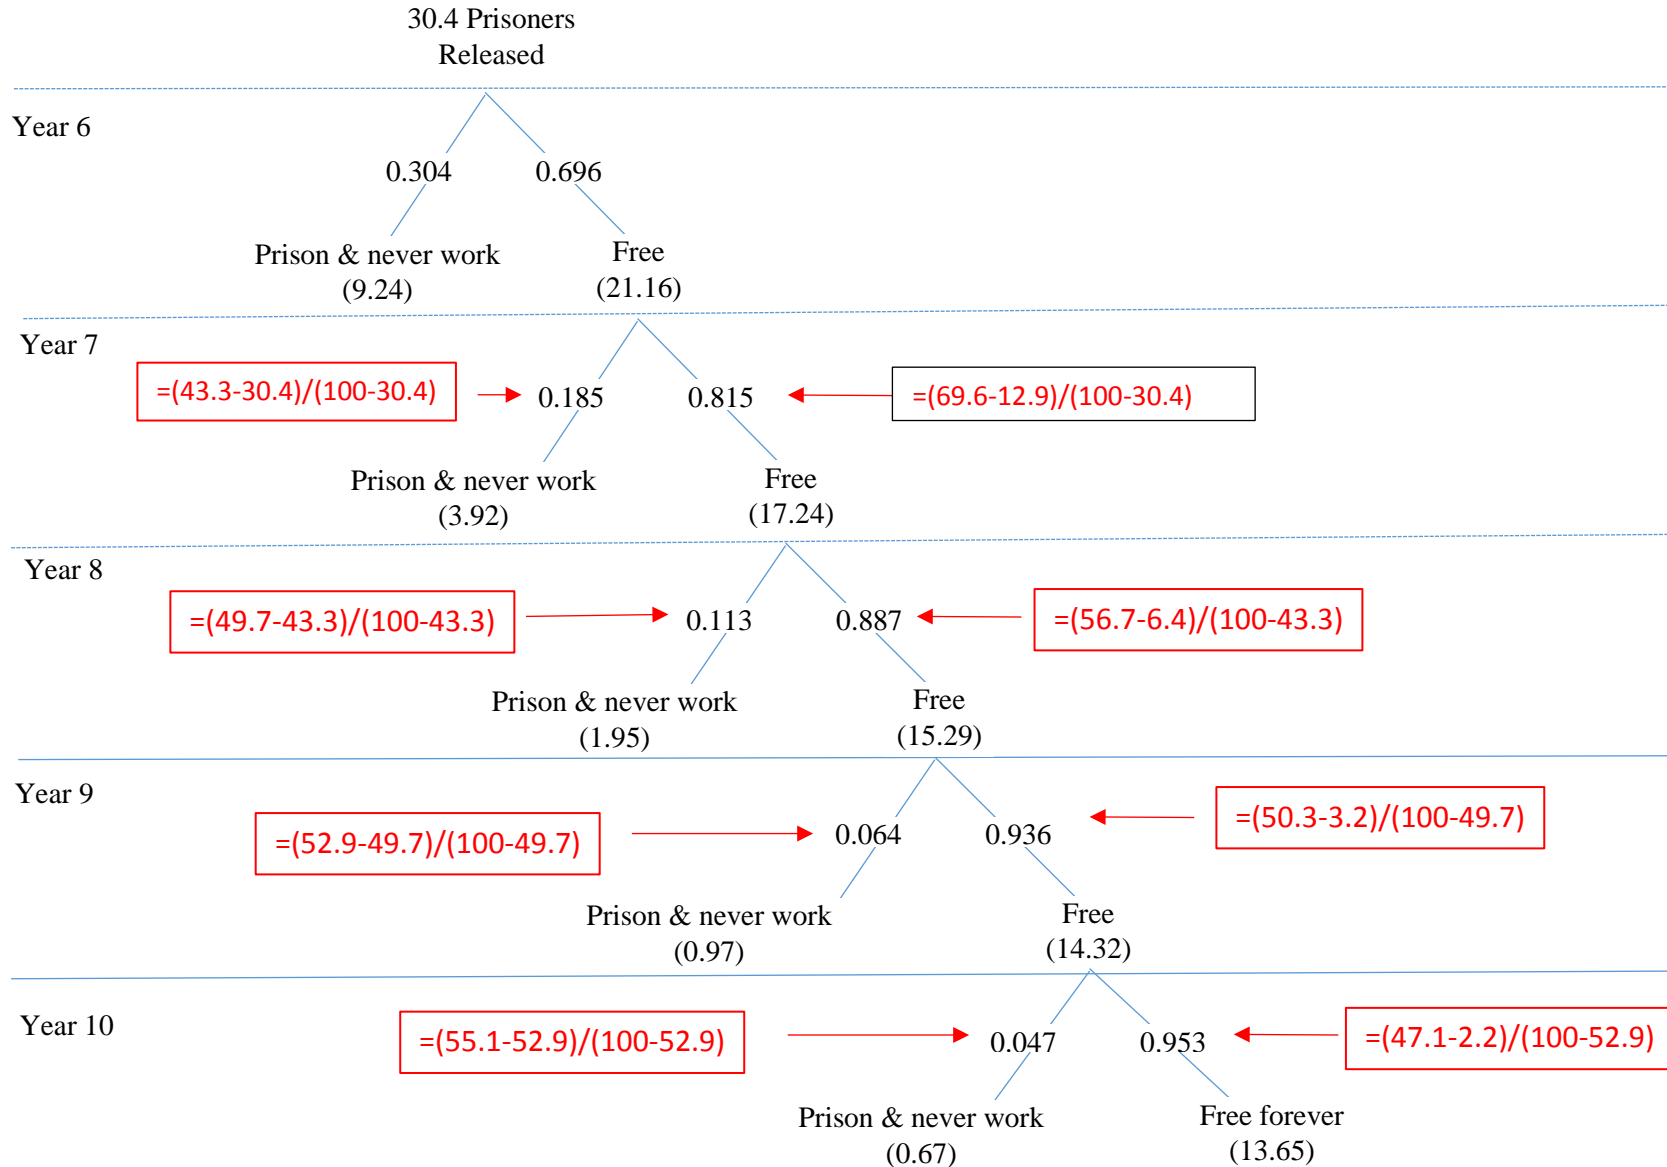 30.4 Prisoners
Released
Year 6
0.304
0.696
Prison & never work
(9.24)
Free
(21.16)
Year 7
=(43.3-30.4)/(100-30.4)
0.185
0.815
=(69.6-12.9)/(100-30.4)
Prison & never work
(3.92)
Free
(17.24)
Year 8
=(49.7-43.3)/(100-43.3)
0.113
0.887
=(56.7-6.4)/(100-43.3)
Prison & never work
(1.95)
Free
(15.29)
Year 9
=(52.9-49.7)/(100-49.7)
0.064
0.936
=(50.3-3.2)/(100-49.7)
Prison & never work
(0.97)
Free
(14.32)
Year 10
=(55.1-52.9)/(100-52.9)
0.047
0.953
=(47.1-2.2)/(100-52.9)
Prison & never work
(0.67)
Free forever
(13.65)